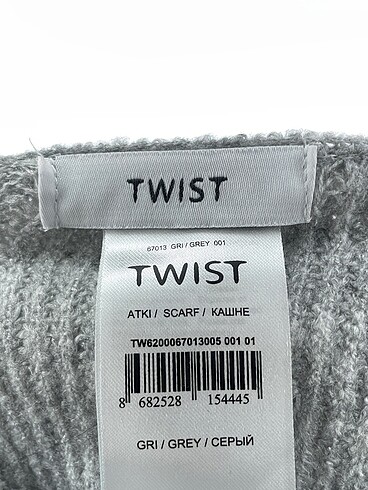 TWIST
67013 GRI / GREY 001
TWIST
ATKI / SCARF / КАШНЕ
TW6200067013005 001 01
8 682528 154445
GRI / GREY / СЕРЫЙ